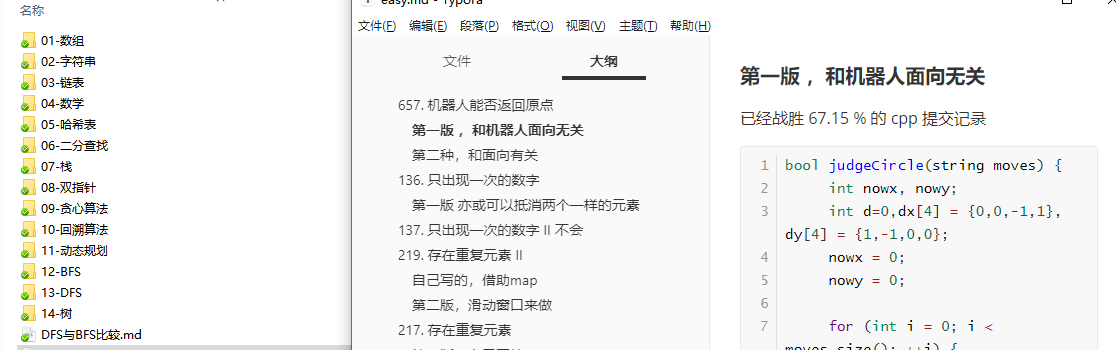 名称
01-数组
02-字符串
03-链表
04-数学
05-哈希表
06-二分查找
07-栈
08-双指针
09-贪心算法
10-回溯算法
11-动态规划
12-BFS
13-DFS
14-树
DFS与BFS比较.md
easy.md - Typora
文件(F) 编辑(E) 段落(P) 格式(O) 视图(V) 主题(T) 帮助(H)
文件 大纲
657. 机器人能否返回原点
第一版 ，和机器人面向无关
第二种，和面向有关
136. 只出现一次的数字
第一版 亦或可以抵消两个一样的元素
137. 只出现一次的数字 II 不会
219. 存在重复元素 II
自己写的，借助map
第二版，滑动窗口来做
217. 存在重复元素
第一版 ，和机器人面向无关
已经战胜 67.15 % 的 cpp 提交记录
1 bool judgeCircle(string moves) {
2 int nowx, nowy;
3 int d=0,dx[4] = {0,0,-1,1},
dy[4] = {1,-1,0,0};
4 nowx = 0;
5 nowy = 0;
6
7 for (int i = 0; i <
moves.size(); ++i) {